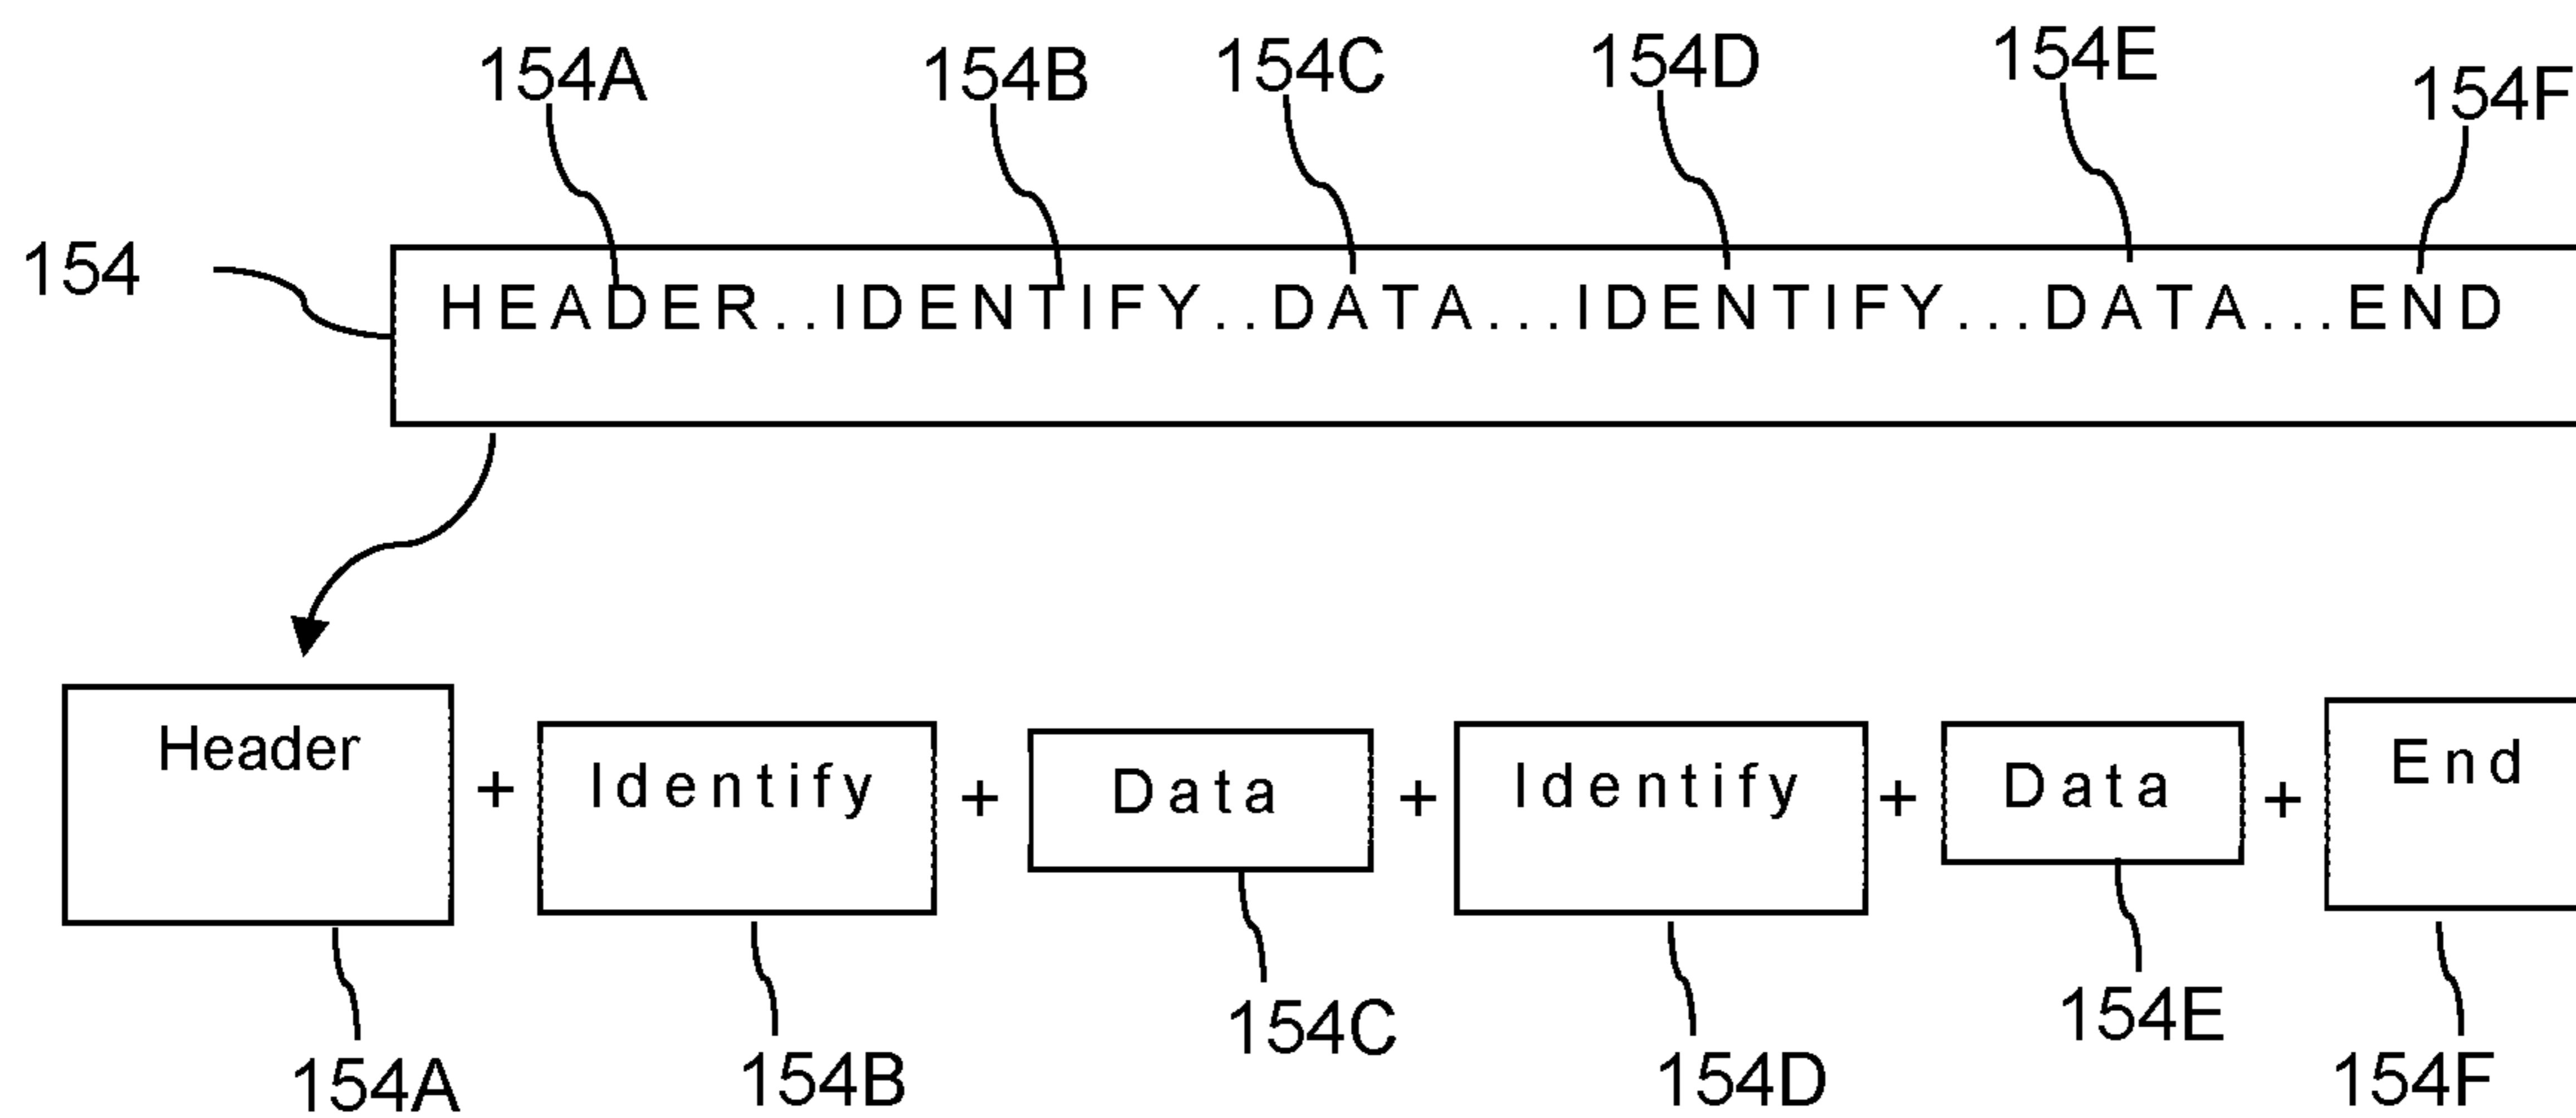 154A 154B 154C 154D 154E 154F
154
HEADER..IDENTIFY..DATA...IDENTIFY...DATA...END
Header + Identify + Data + Identify + Data + End
154A 154B 154C 154D 154E 154F